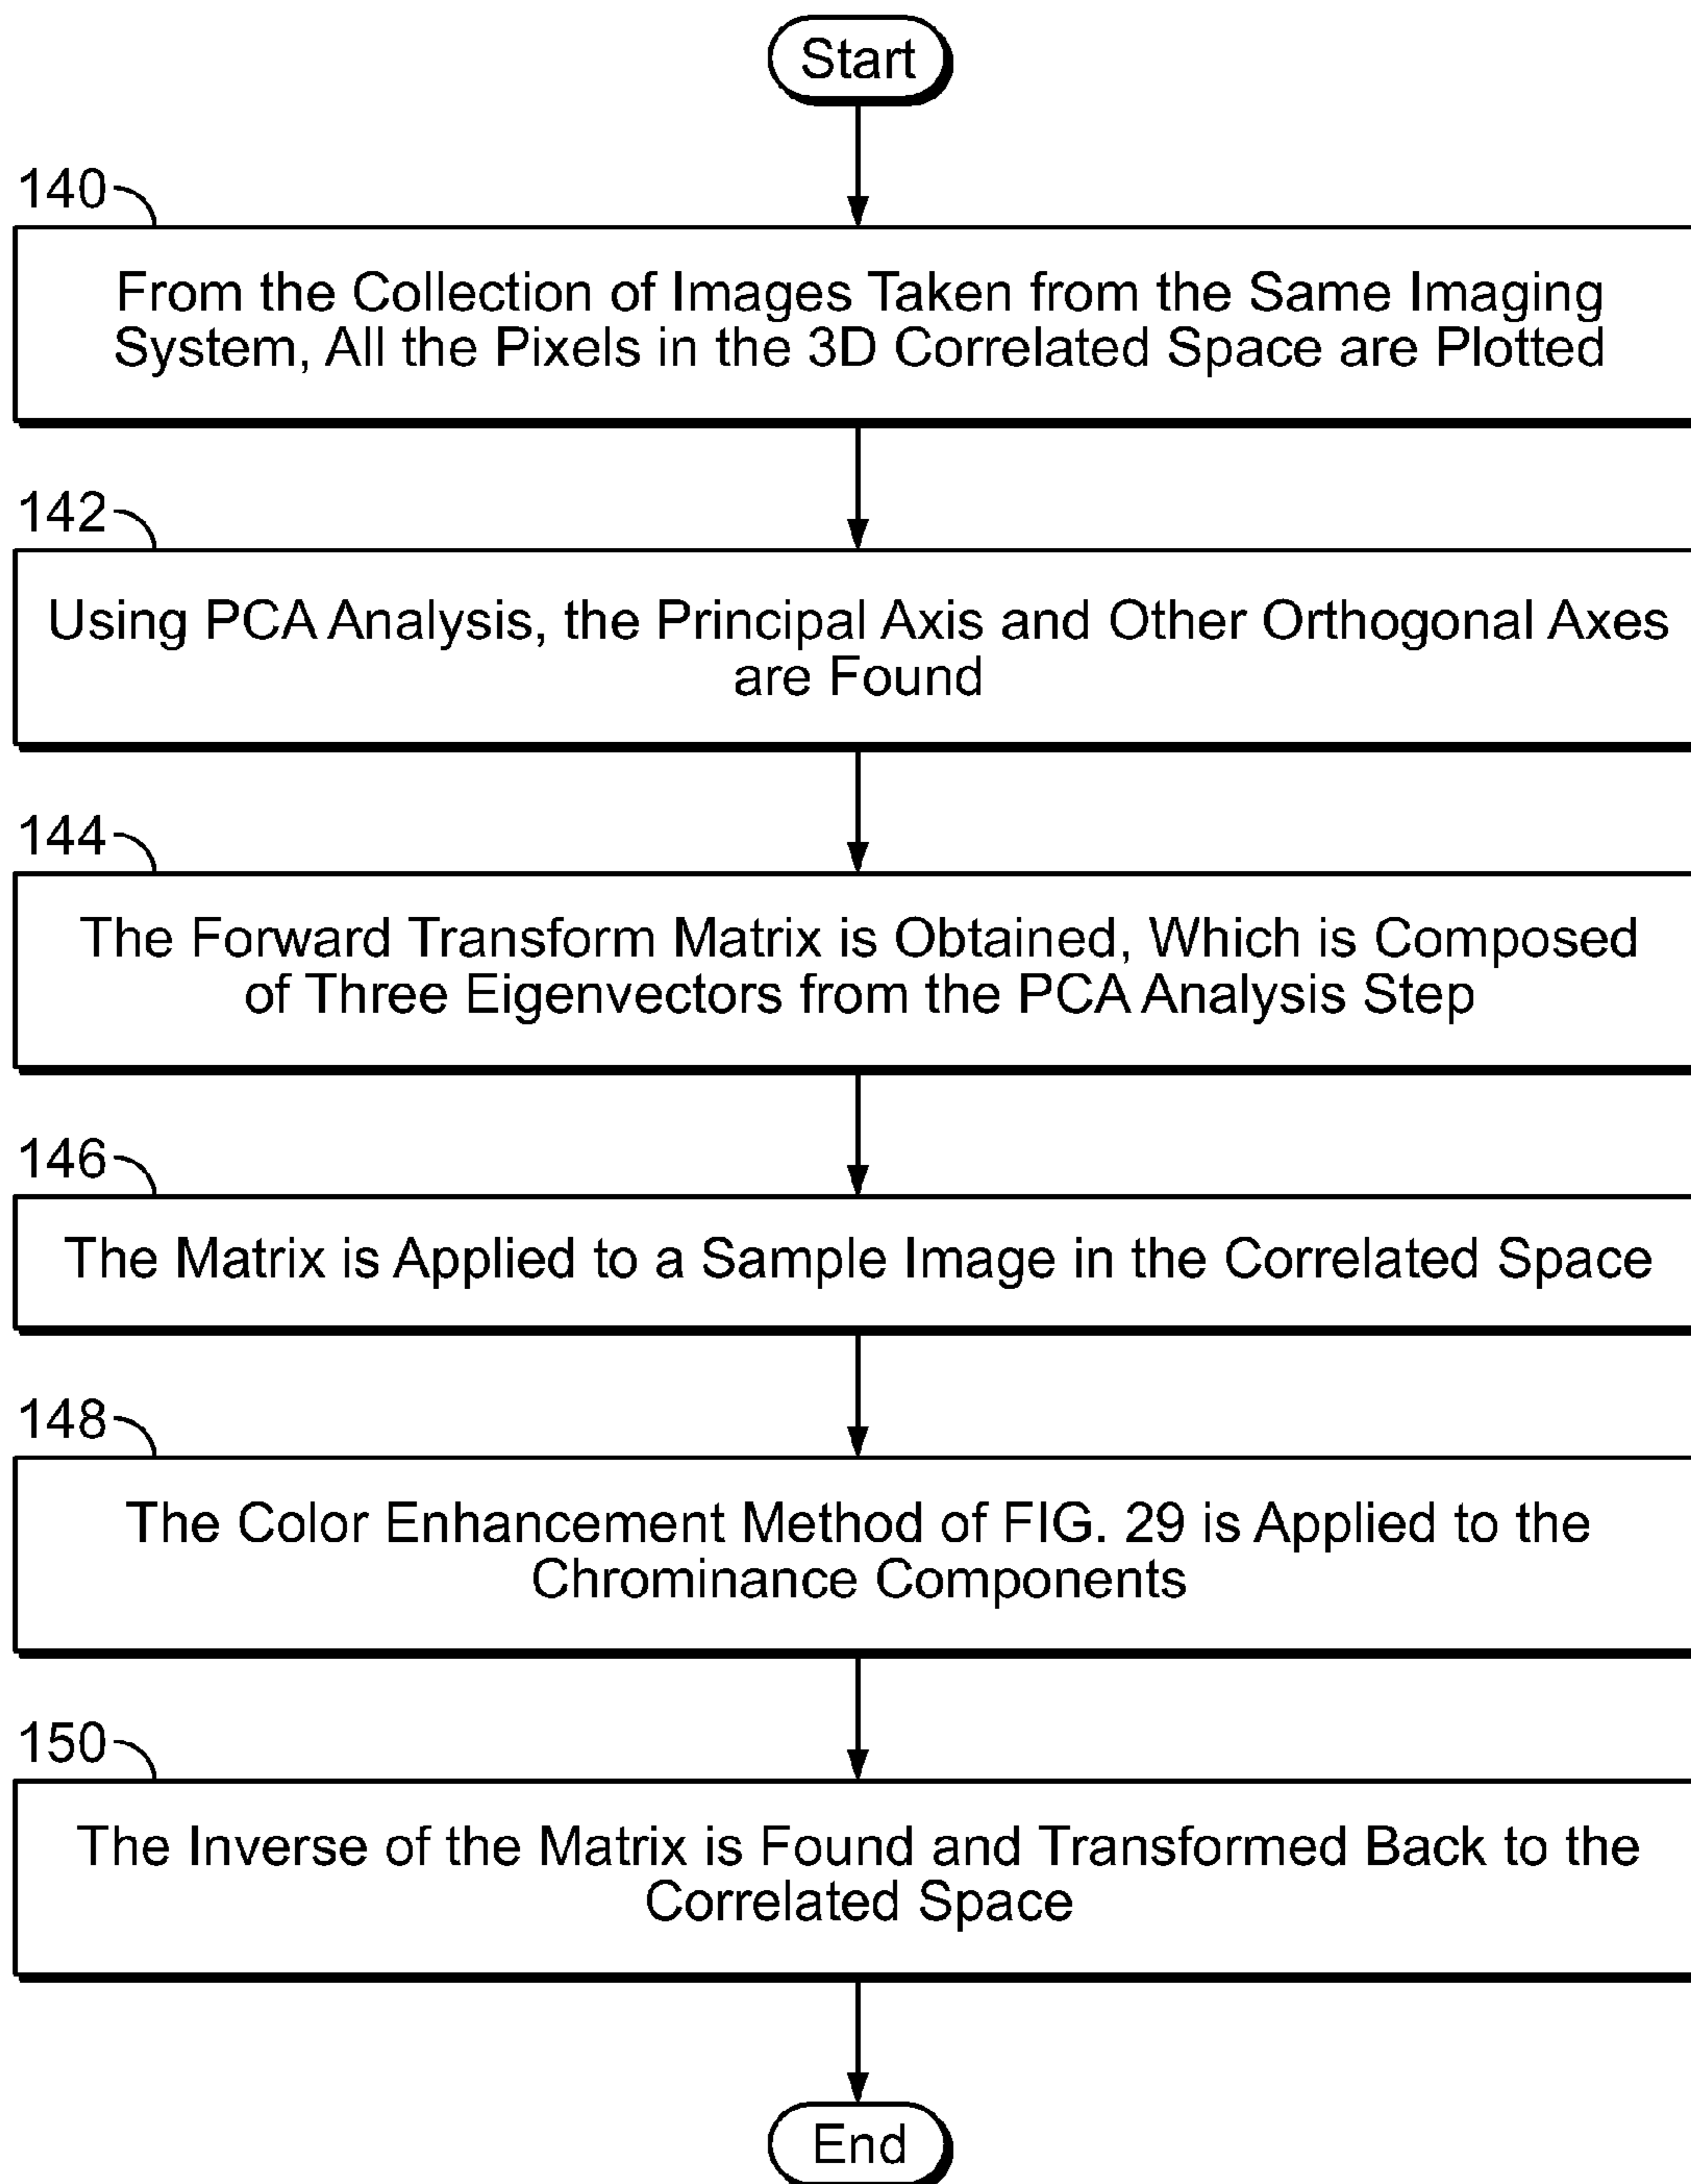 Start
140
From the Collection of Images Taken from the Same Imaging
System, All the Pixels in the 3D Correlated Space are Plotted
142
Using PCA Analysis, the Principal Axis and Other Orthogonal Axes
are Found
144
The Forward Transform Matrix is Obtained, Which is Composed
of Three Eigenvectors from the PCA Analysis Step
146
The Matrix is Applied to a Sample Image in the Correlated Space
148
The Color Enhancement Method of FIG. 29 is Applied to the
Chrominance Components
150
The Inverse of the Matrix is Found and Transformed Back to the
Correlated Space
End